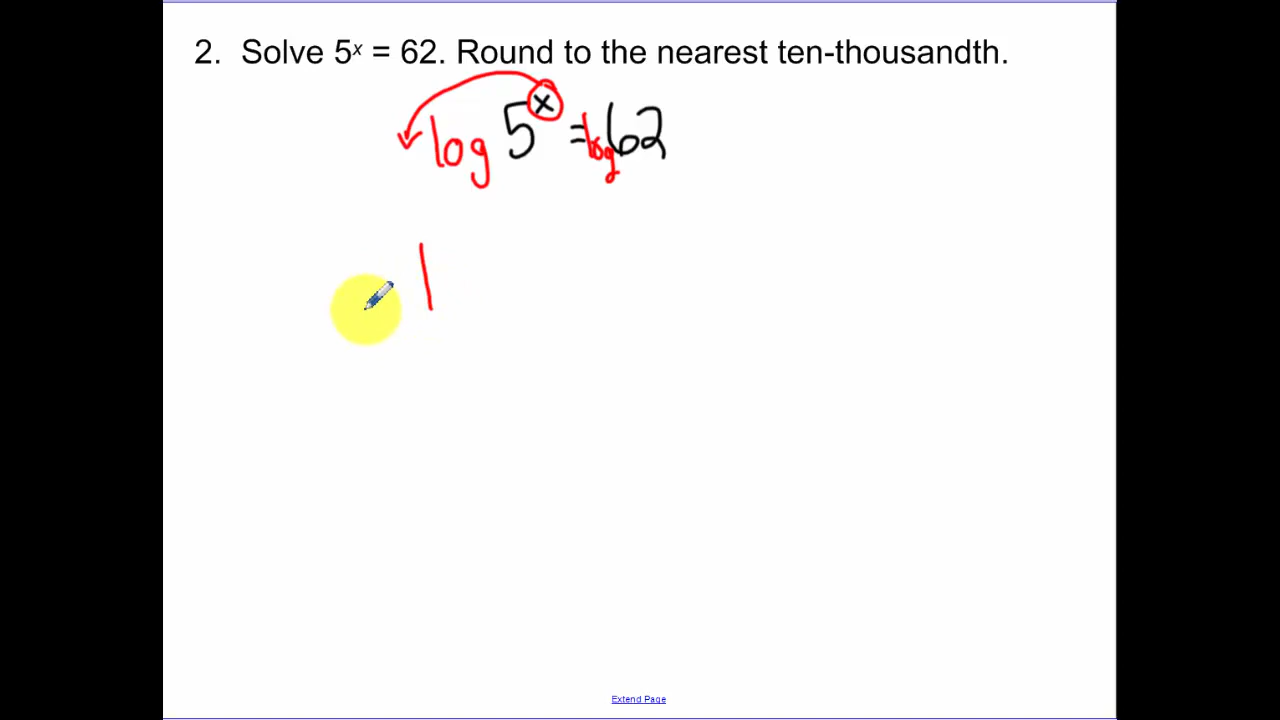 2. Solve 5ˣ = 62. Round to the nearest ten-thousandth.
log 5ˣ = log 62
l
Extend Page